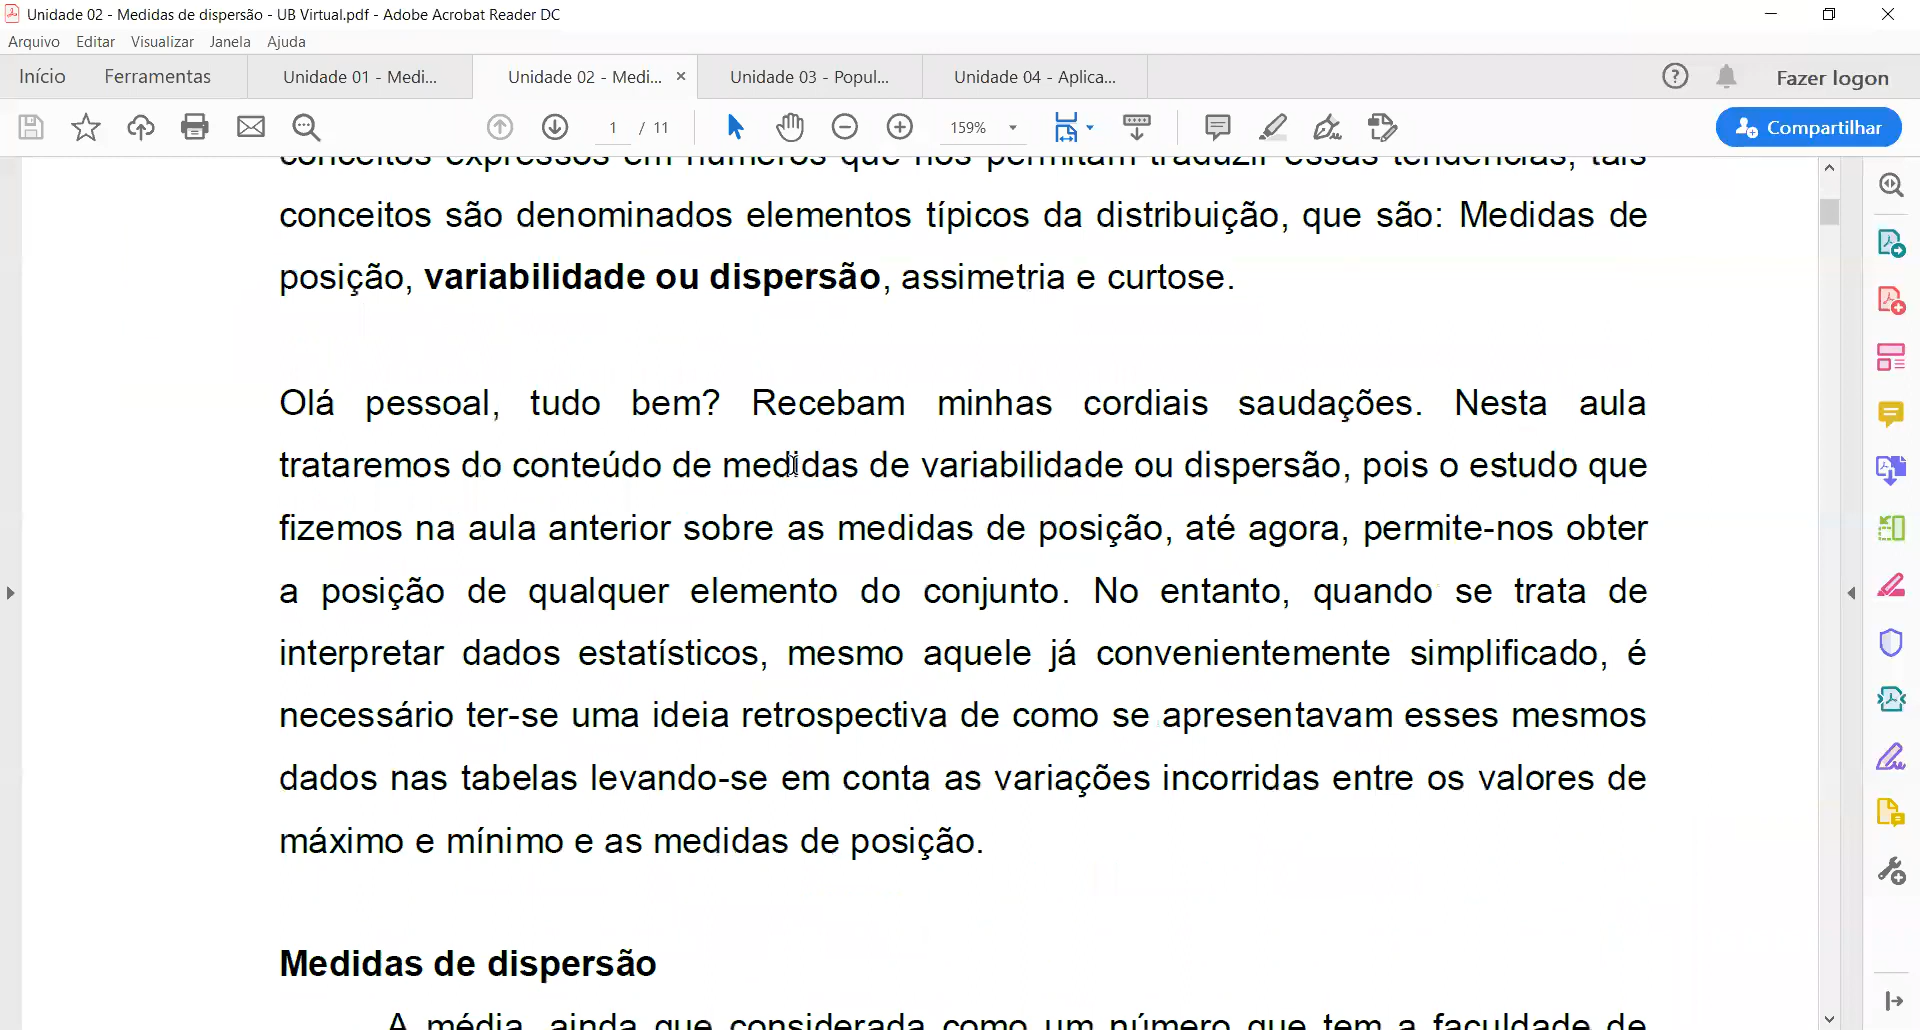 Unidade 02 - Medidas de dispersão - UB Virtual.pdf - Adobe Acrobat Reader DC
Arquivo Editar Visualizar Janela Ajuda
Início Ferramentas Unidade 01 - Medi... Unidade 02 - Medi... × Unidade 03 - Popul... Unidade 04 - Aplica... Fazer logon
1 / 11 159% Compartilhar
conceitos expressos em números que nos permitam traduzir essas tendências, tais
conceitos são denominados elementos típicos da distribuição, que são: Medidas de
posição, variabilidade ou dispersão, assimetria e curtose.
Olá pessoal, tudo bem? Recebam minhas cordiais saudações. Nesta aula
trataremos do conteúdo de medidas de variabilidade ou dispersão, pois o estudo que
fizemos na aula anterior sobre as medidas de posição, até agora, permite-nos obter
a posição de qualquer elemento do conjunto. No entanto, quando se trata de
interpretar dados estatísticos, mesmo aquele já convenientemente simplificado, é
necessário ter-se uma ideia retrospectiva de como se apresentavam esses mesmos
dados nas tabelas levando-se em conta as variações incorridas entre os valores de
máximo e mínimo e as medidas de posição.
Medidas de dispersão
A média, ainda que considerada como um número que tem a faculdade de